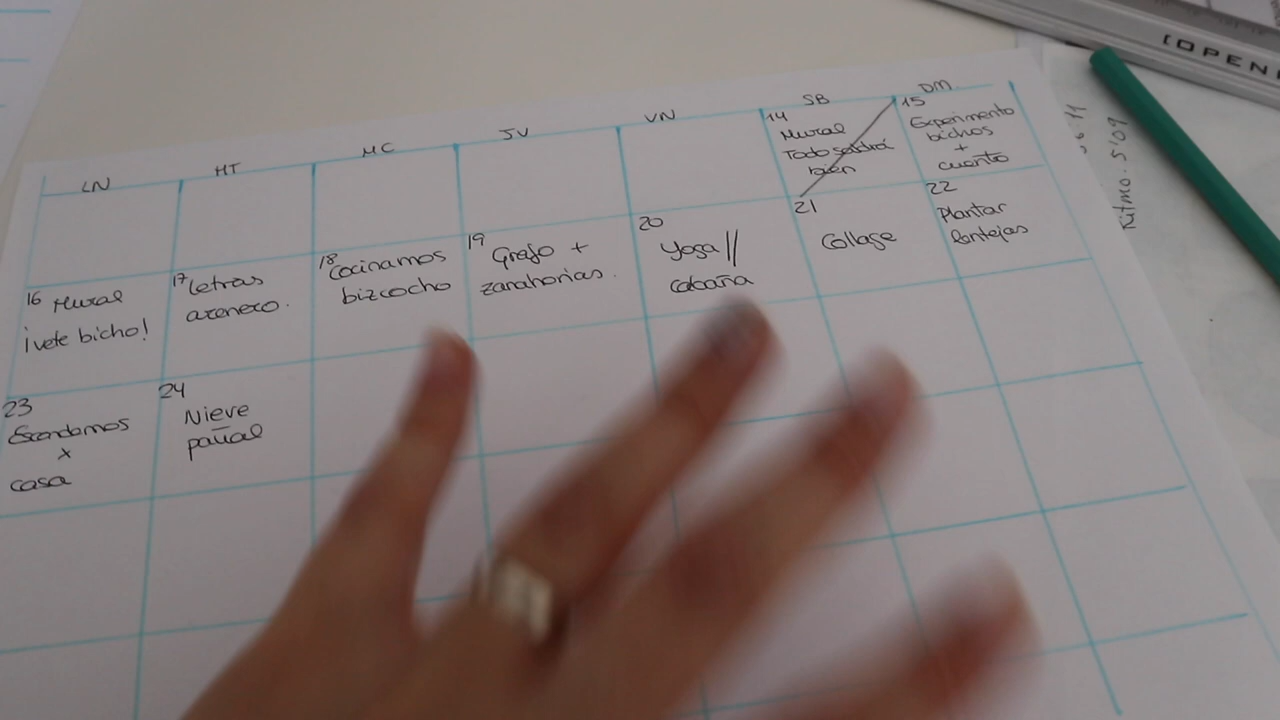 LN MT MC JV VN SB DM.
14
Mural
Todo saldrá
bien
15
Experimento
bichos
+
cuento
16 Mural
¡vete bicho!
17 letras
arenero.
18 Cocinamos
bizcocho
19 Grafo +
zanahorias.
20
Yoga //
cabaña
21
Collage
22
Plantar
lentejas
23
Escondamos
x
casa
24
Nieve
pañal
[OPEN
Ritmo. 5'09